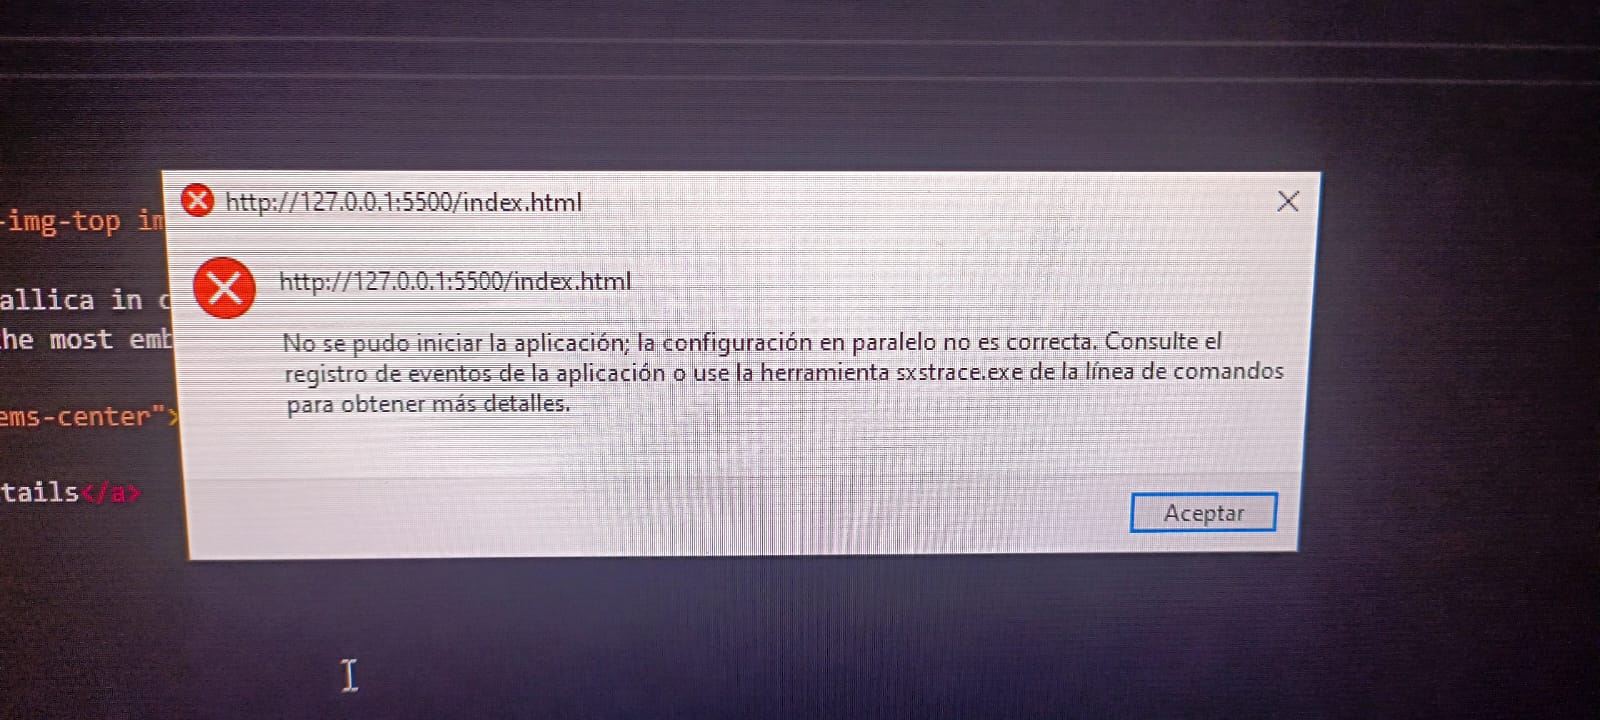 http://127.0.0.1:5500/index.html
-img-top
http://127.0.0.1:5500/index.html
allica in
No se pudo iniciar la aplicación; la configuración en paralelo no es correcta. Consulte el
he most
registro de eventos de la aplicación o use la herramienta sxstrace.exe de la línea de comandos
para obtener más detalles.
ems-center">
tails</a>
Aceptar